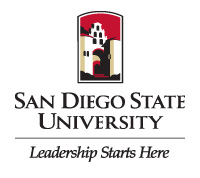 SAN DIEGO STATE
UNIVERSITY
Leadership Starts Here